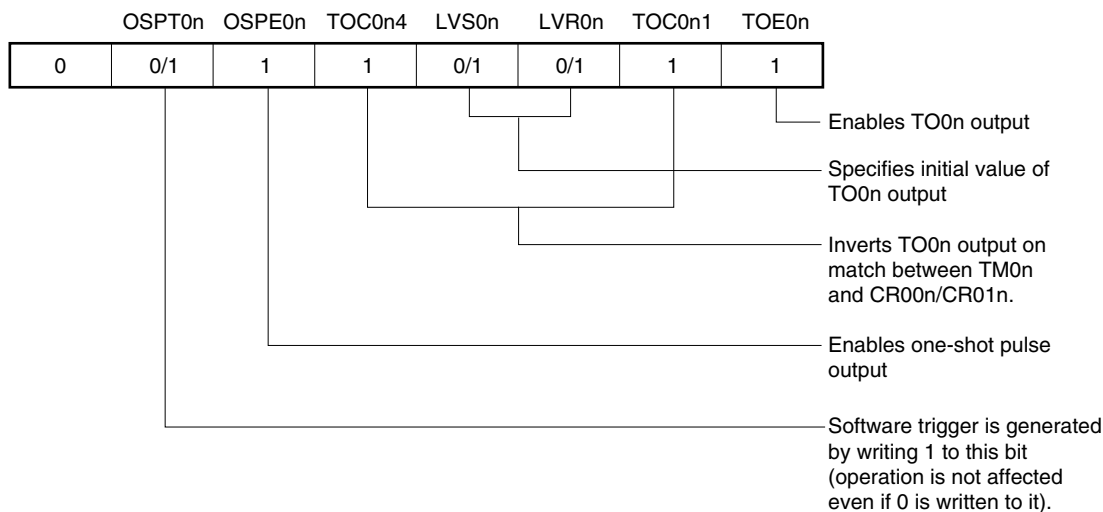 OSPT0n OSPE0n TOC0n4 LVS0n LVR0n TOC0n1 TOE0n
0 0/1 1 1 0/1 0/1 1 1
Enables TO0n output
Specifies initial value of
TO0n output
Inverts TO0n output on
match between TM0n
and CR00n/CR01n.
Enables one-shot pulse
output
Software trigger is generated
by writing 1 to this bit
(operation is not affected
even if 0 is written to it).